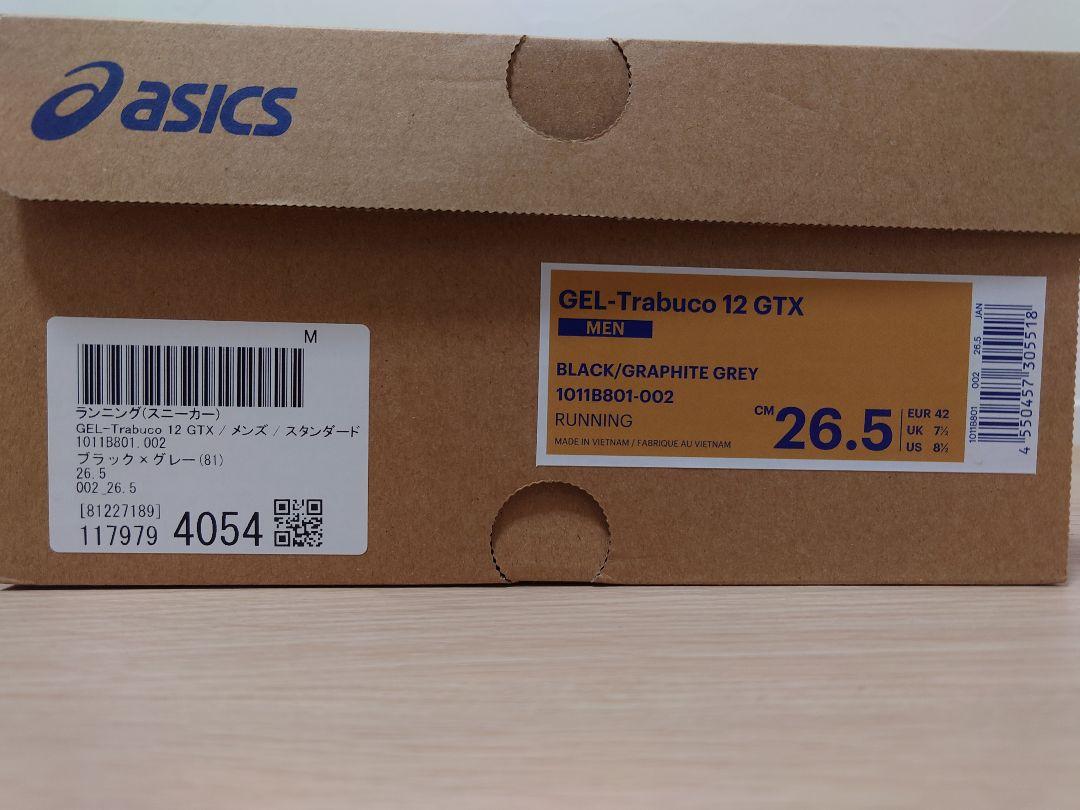 asics
M
ランニング(スニーカー)
GEL-Trabuco 12 GTX / メンズ / スタンダード
1011B801.002
ブラック×グレー(81)
26.5
002_26.5
[81227189]
117979 4054
GEL-Trabuco 12 GTX
MEN
BLACK/GRAPHITE GREY
1011B801-002
RUNNING
MADE IN VIETNAM / FABRIQUE AU VIETNAM
CM 26.5
EUR 42
UK 7½
US 8½
1011B801 002 26.5 JAN
4 550457 305518